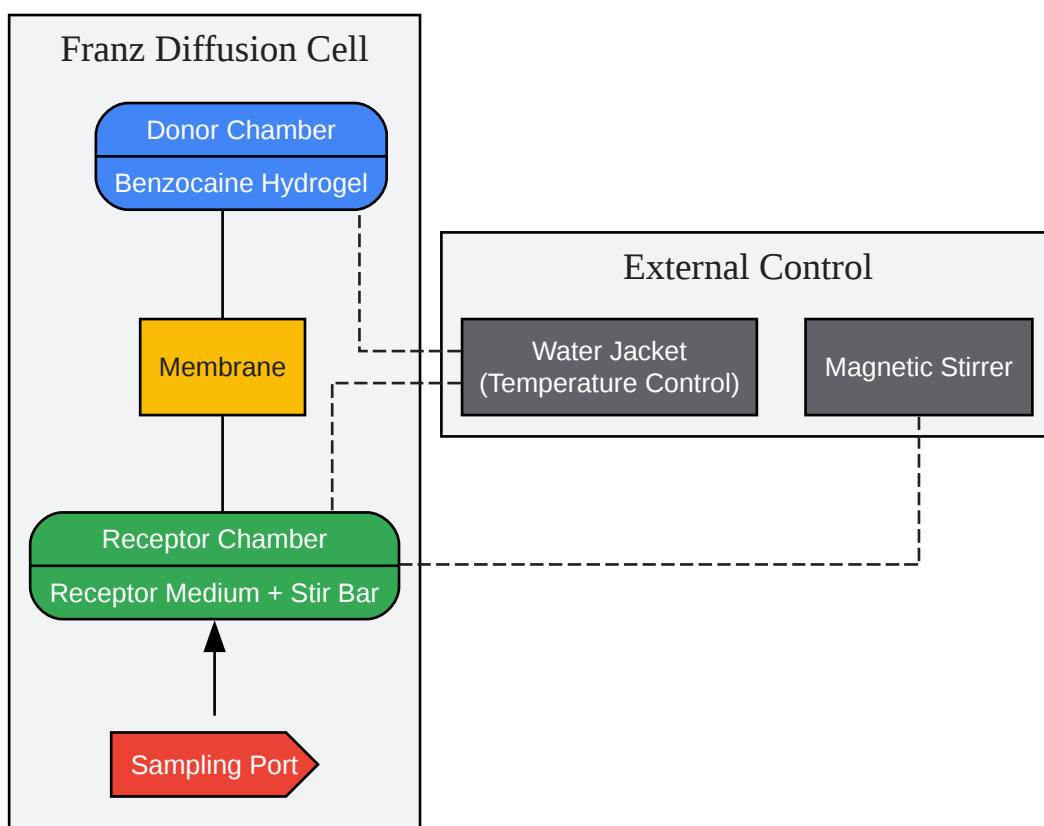 Franz Diffusion Cell
Donor Chamber
Benzocaine Hydrogel
Membrane
Receptor Chamber
Receptor Medium + Stir Bar
Sampling Port
External Control
Water Jacket
(Temperature Control)
Magnetic Stirrer